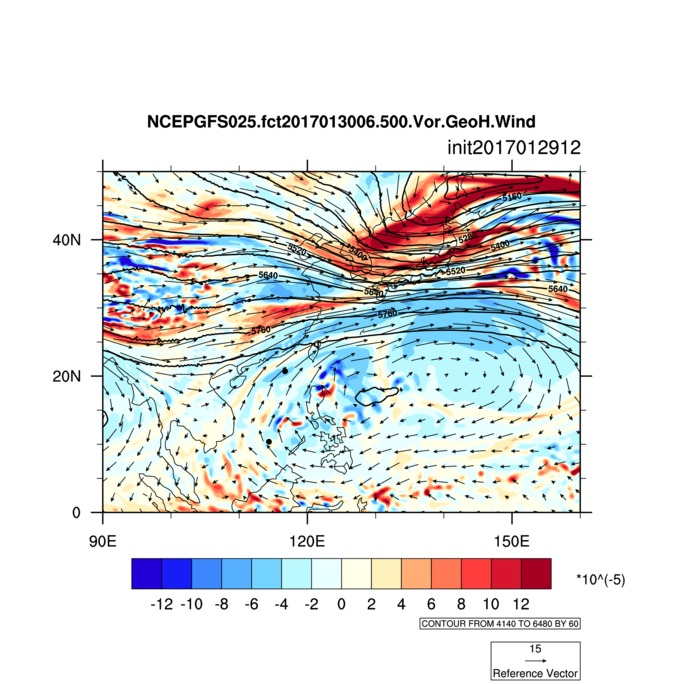 NCEPGFS025.fct2017013006.500.Vor.GeoH.Wind
init2017012912
5160
5280
5400
5520
5400
5520
5640
5640
5640
5760
5760
40N
20N
0
90E 120E 150E
-12 -10 -8 -6 -4 -2 0 2 4 6 8 10 12
*10^(-5)
CONTOUR FROM 4140 TO 6480 BY 60
15
Reference Vector